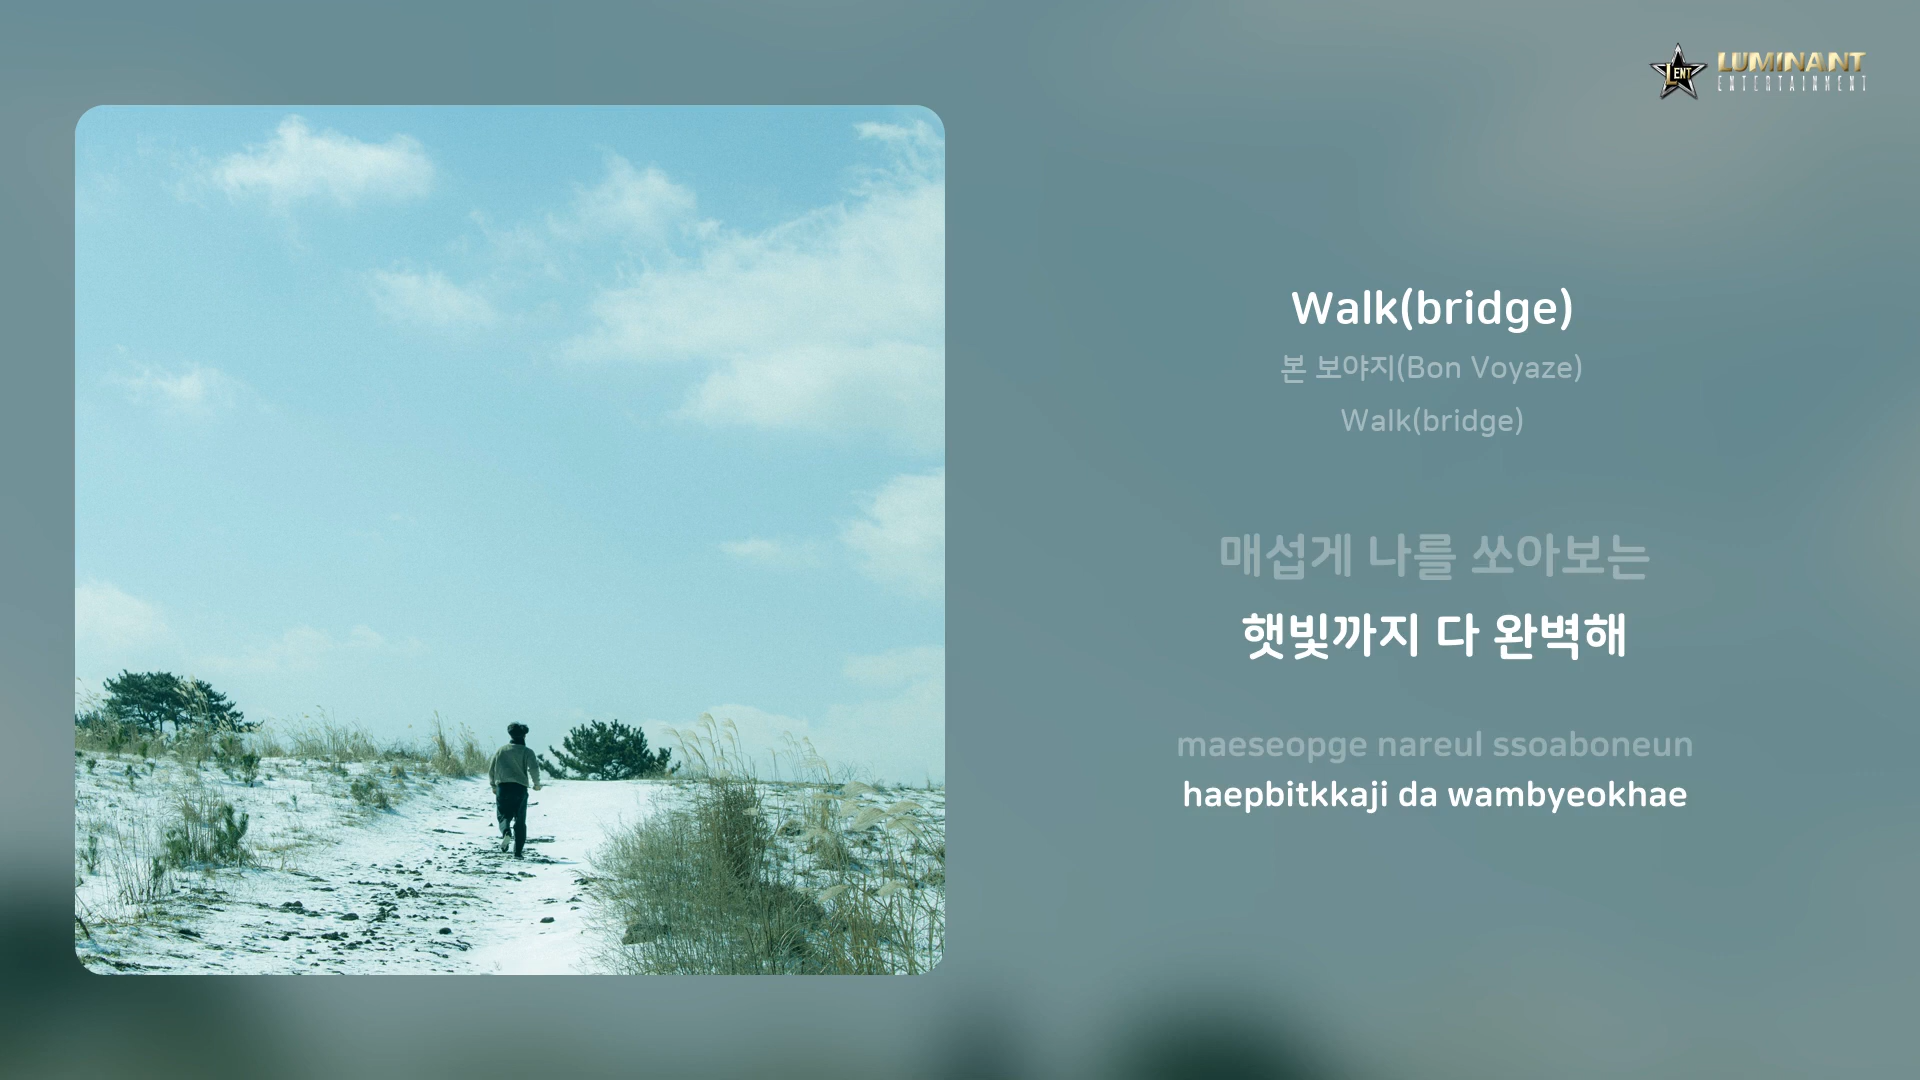 LENT LUMINANT
ENTERTAINMENT
Walk(bridge)
본 보야지(Bon Voyaze)
Walk(bridge)
매섭게 나를 쏘아보는
햇빛까지 다 완벽해
maeseopge nareul ssoaboneun
haepbitkkaji da wambyeokhae